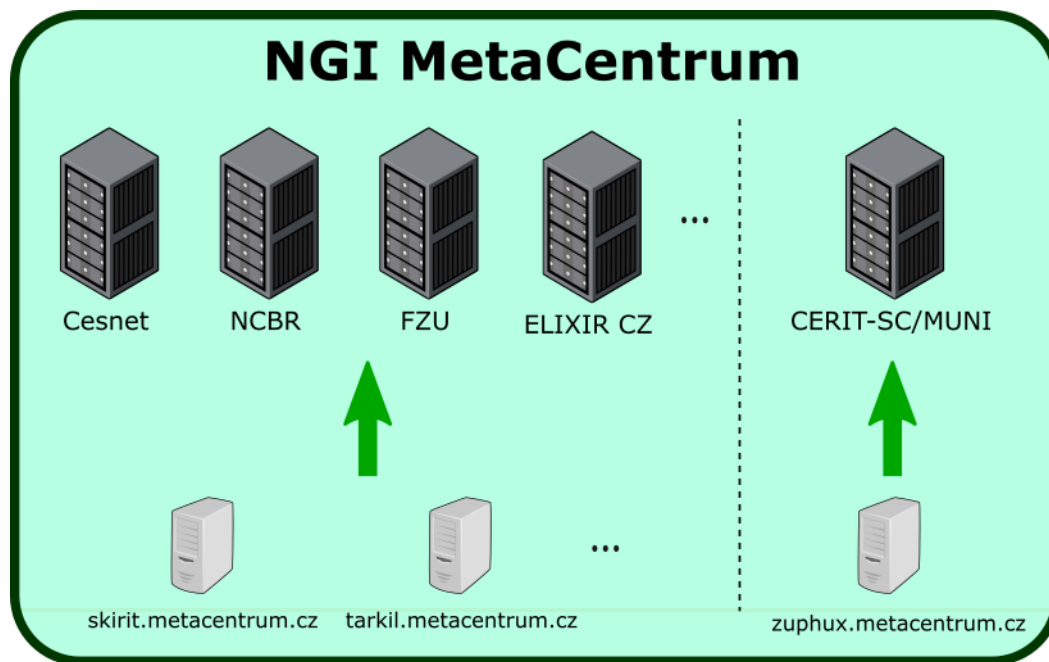 NGI MetaCentrum
Cesnet
NCBR
FZU
ELIXIR CZ
...
CERIT-SC/MUNI
...
skirit.metacentrum.cz
tarkil.metacentrum.cz
zuphux.metacentrum.cz